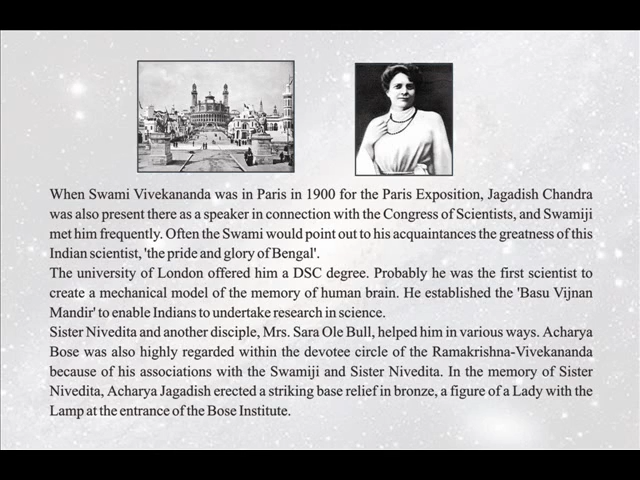 When Swami Vivekananda was in Paris in 1900 for the Paris Exposition, Jagadish Chandra
was also present there as a speaker in connection with the Congress of Scientists, and Swamiji
met him frequently. Often the Swami would point out to his acquaintances the greatness of this
Indian scientist, 'the pride and glory of Bengal'.
The university of London offered him a DSC degree. Probably he was the first scientist to
create a mechanical model of the memory of human brain. He established the 'Basu Vijnan
Mandir' to enable Indians to undertake research in science.
Sister Nivedita and another disciple, Mrs. Sara Ole Bull, helped him in various ways. Acharya
Bose was also highly regarded within the devotee circle of the Ramakrishna-Vivekananda
because of his associations with the Swamiji and Sister Nivedita. In the memory of Sister
Nivedita, Acharya Jagadish erected a striking base relief in bronze, a figure of a Lady with the
Lamp at the entrance of the Bose Institute.